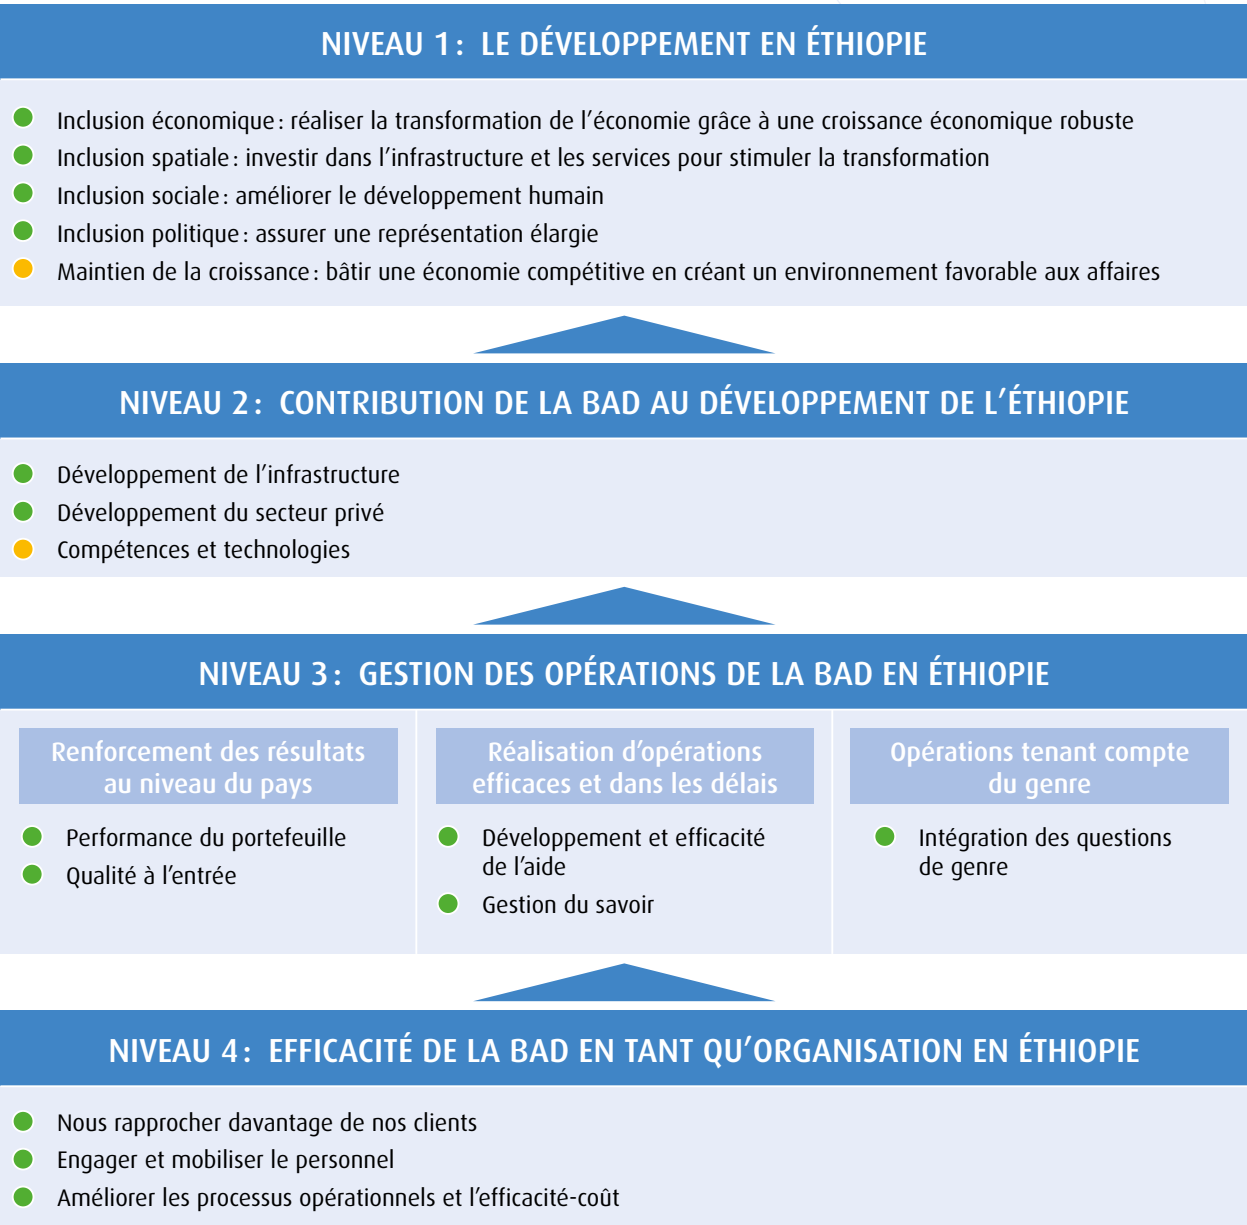 NIVEAU 1 : LE DÉVELOPPEMENT EN ÉTHIOPIE
Inclusion économique : réaliser la transformation de l’économie grâce à une croissance économique robuste
Inclusion spatiale : investir dans l’infrastructure et les services pour stimuler la transformation
Inclusion sociale : améliorer le développement humain
Inclusion politique : assurer une représentation élargie
Maintien de la croissance : bâtir une économie compétitive en créant un environnement favorable aux affaires
NIVEAU 2 : CONTRIBUTION DE LA BAD AU DÉVELOPPEMENT DE L’ÉTHIOPIE
Développement de l’infrastructure
Développement du secteur privé
Compétences et technologies
NIVEAU 3 : GESTION DES OPÉRATIONS DE LA BAD EN ÉTHIOPIE
Renforcement des résultats
au niveau du pays
Performance du portefeuille
Qualité à l’entrée
Réalisation d’opérations
efficaces et dans les délais
Développement et efficacité
de l’aide
Gestion du savoir
Opérations tenant compte
du genre
Intégration des questions
de genre
NIVEAU 4 : EFFICACITÉ DE LA BAD EN TANT QU’ORGANISATION EN ÉTHIOPIE
Nous rapprocher davantage de nos clients
Engager et mobiliser le personnel
Améliorer les processus opérationnels et l’efficacité-coût